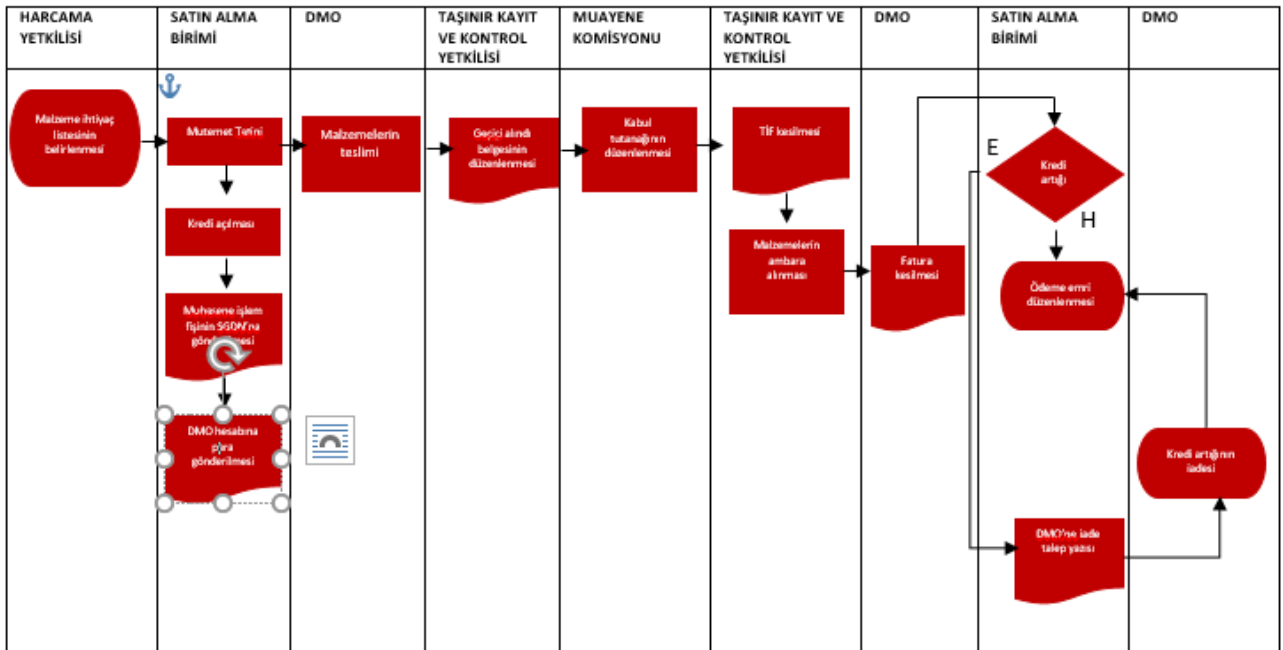 HARCAMA
YETKİLİSİ
SATIN ALMA
BİRİMİ
DMO
TAŞINIR KAYIT
VE KONTROL
YETKİLİSİ
MUAYENE
KOMİSYONU
TAŞINIR KAYIT VE
KONTROL
YETKİLİSİ
DMO
SATIN ALMA
BİRİMİ
DMO
Malzeme ihtiyaç
listesinin
belirlenmesi
Mutemet
Malzemelerin
teslimi
Geçici alındı
belgesinin
düzenlenmesi
Kabul
tutanağının
düzenlenmesi
TİF kesilmesi
E
Kredi
artığı
H
Kredi açılması
Malzemelerin
ambara
alınması
Fatura
kesilmesi
Ödeme emri
düzenlenmesi
işlem
fişinin SGDN'na
DMO hesabına
para
gönderilmesi
Kredi artığının
iadesi
DMO'ne iade
talep yazısı